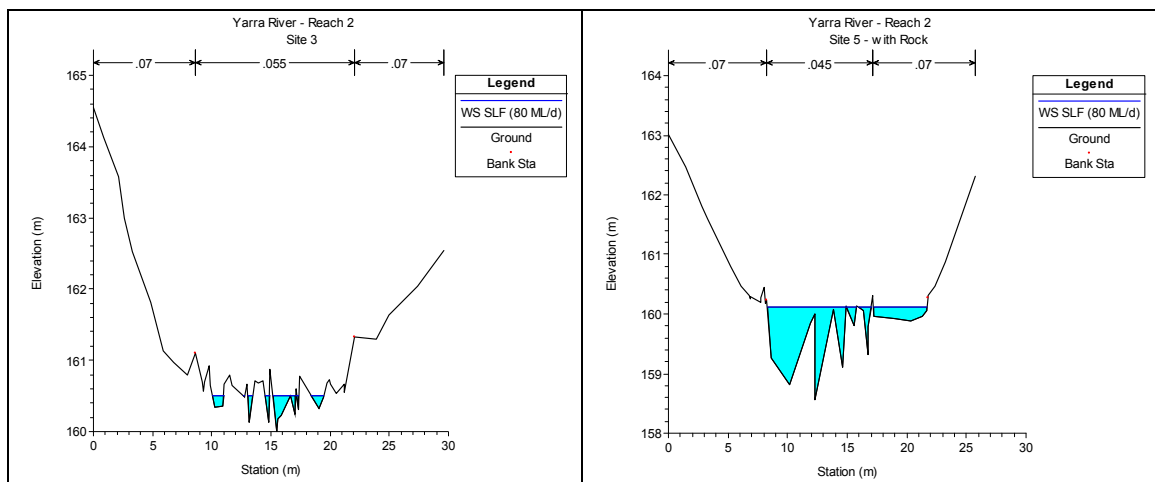 Yarra River - Reach 2
Site 3
.07
.055
.07
165
164
163
162
161
160
Elevation (m)
0
5
10
15
20
25
30
Station (m)
Legend
WS SLF (80 ML/d)
Ground
Bank Sta
Yarra River - Reach 2
Site 5 - with Rock
.07
.045
.07
164
163
162
161
160
159
158
Elevation (m)
0
5
10
15
20
25
30
Station (m)
Legend
WS SLF (80 ML/d)
Ground
Bank Sta